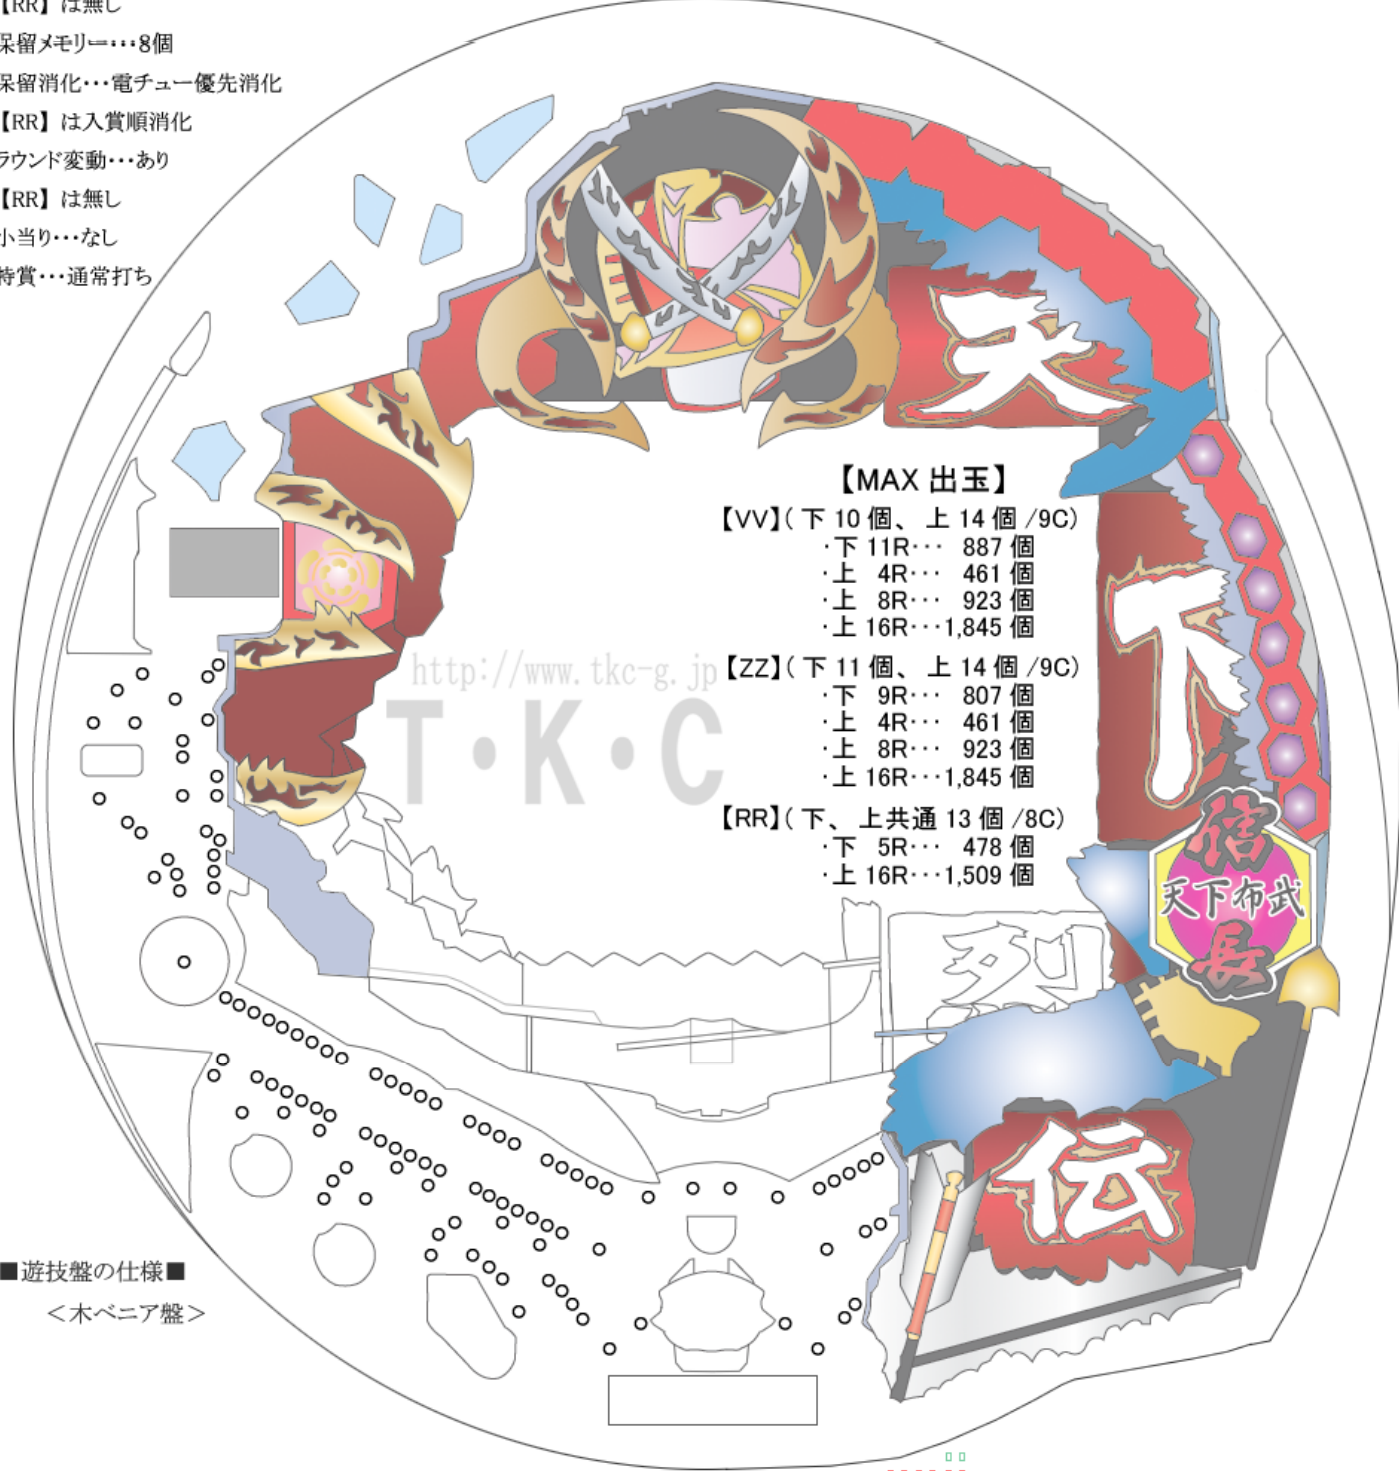 【RR】は無し
保留メモリー･･･8個
保留消化･･･電チュー優先消化
【RR】は入賞順消化
ラウンド変動･･･あり
【RR】は無し
小当り･･･なし
特賞･･･通常打ち
天
下
【MAX 出玉】
【VV】( 下 10 個、 上 14 個 /9C)
･下 11R･･･ 887 個
･上 4R･･･ 461 個
･上 8R･･･ 923 個
･上 16R･･･1,845 個
http://www.tkc-g.jp
T・K・C
【ZZ】( 下 11 個、 上 14 個 /9C)
･下 9R･･･ 807 個
･上 4R･･･ 461 個
･上 8R･･･ 923 個
･上 16R･･･1,845 個
【RR】( 下、 上共通 13 個 /8C)
･下 5R･･･ 478 個
･上 16R･･･1,509 個
信
天下布武
長
烈
伝
■遊技盤の仕様■
＜木ベニア盤＞